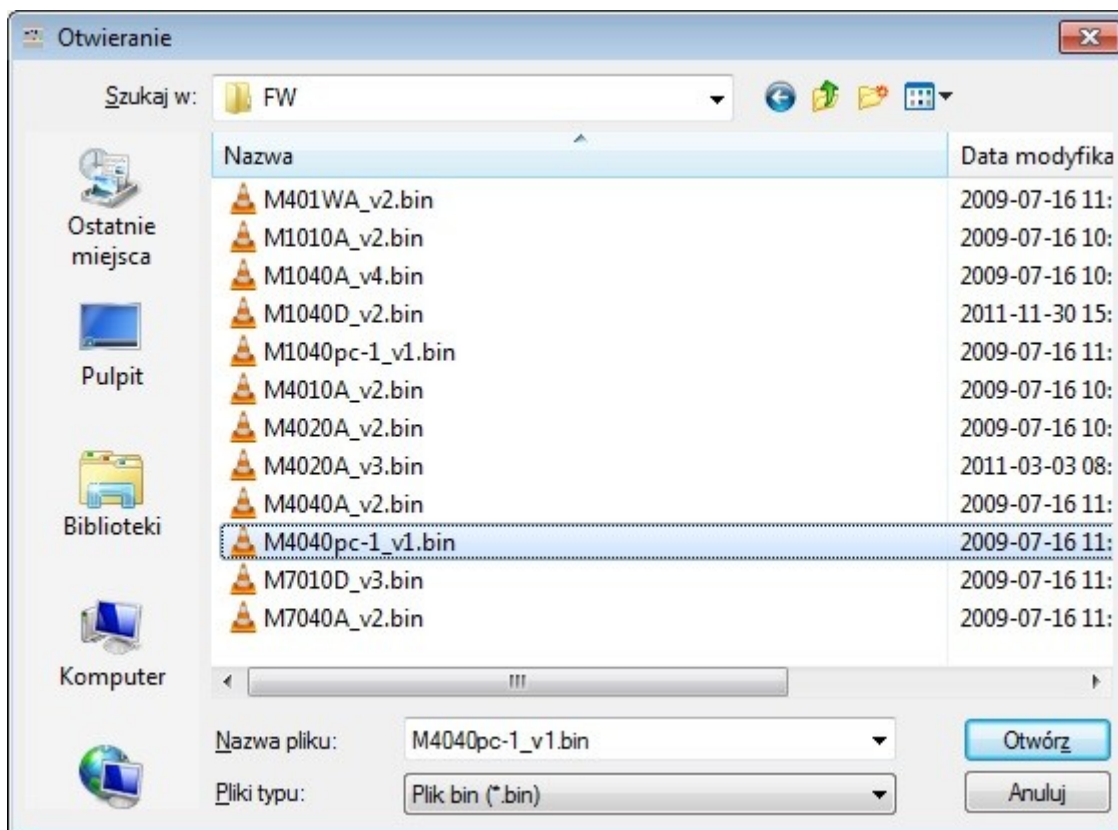 Otwieranie
Szukaj w: FW
Nazwa Data modyfika
M401WA_v2.bin 2009-07-16 11:
M1010A_v2.bin 2009-07-16 10:
M1040A_v4.bin 2009-07-16 10:
M1040D_v2.bin 2011-11-30 15:
M1040pc-1_v1.bin 2009-07-16 11:
M4010A_v2.bin 2009-07-16 10:
M4020A_v2.bin 2009-07-16 10:
M4020A_v3.bin 2011-03-03 08:
M4040A_v2.bin 2009-07-16 11:
M4040pc-1_v1.bin 2009-07-16 11:
M7010D_v3.bin 2009-07-16 11:
M7040A_v2.bin 2009-07-16 11:
Ostatnie
miejsca
Pulpit
Biblioteki
Komputer
Nazwa pliku: M4040pc-1_v1.bin Otwórz
Pliki typu: Plik bin (*.bin) Anuluj